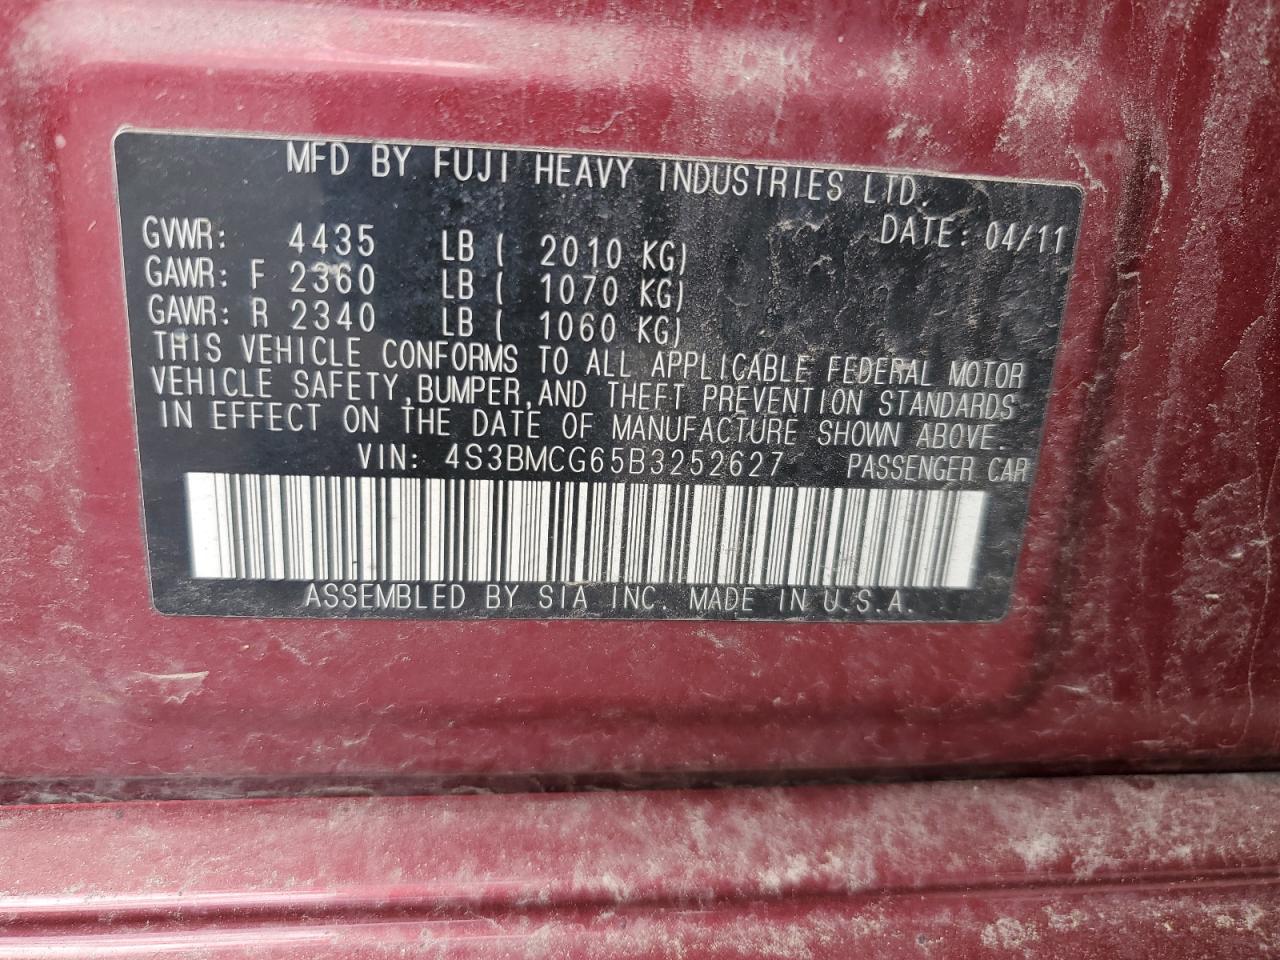 MFD BY FUJI HEAVY INDUSTRIES LTD.
DATE: 04/11
GVWR: 4435 LB ( 2010 KG)
GAWR: F 2360 LB ( 1070 KG)
GAWR: R 2340 LB ( 1060 KG)
THIS VEHICLE CONFORMS TO ALL APPLICABLE FEDERAL MOTOR
VEHICLE SAFETY,BUMPER,AND THEFT PREVENTION STANDARDS
IN EFFECT ON THE DATE OF MANUFACTURE SHOWN ABOVE.
VIN: 4S3BMCG65B3252627 PASSENGER CAR
ASSEMBLED BY SIA INC. MADE IN U.S.A.